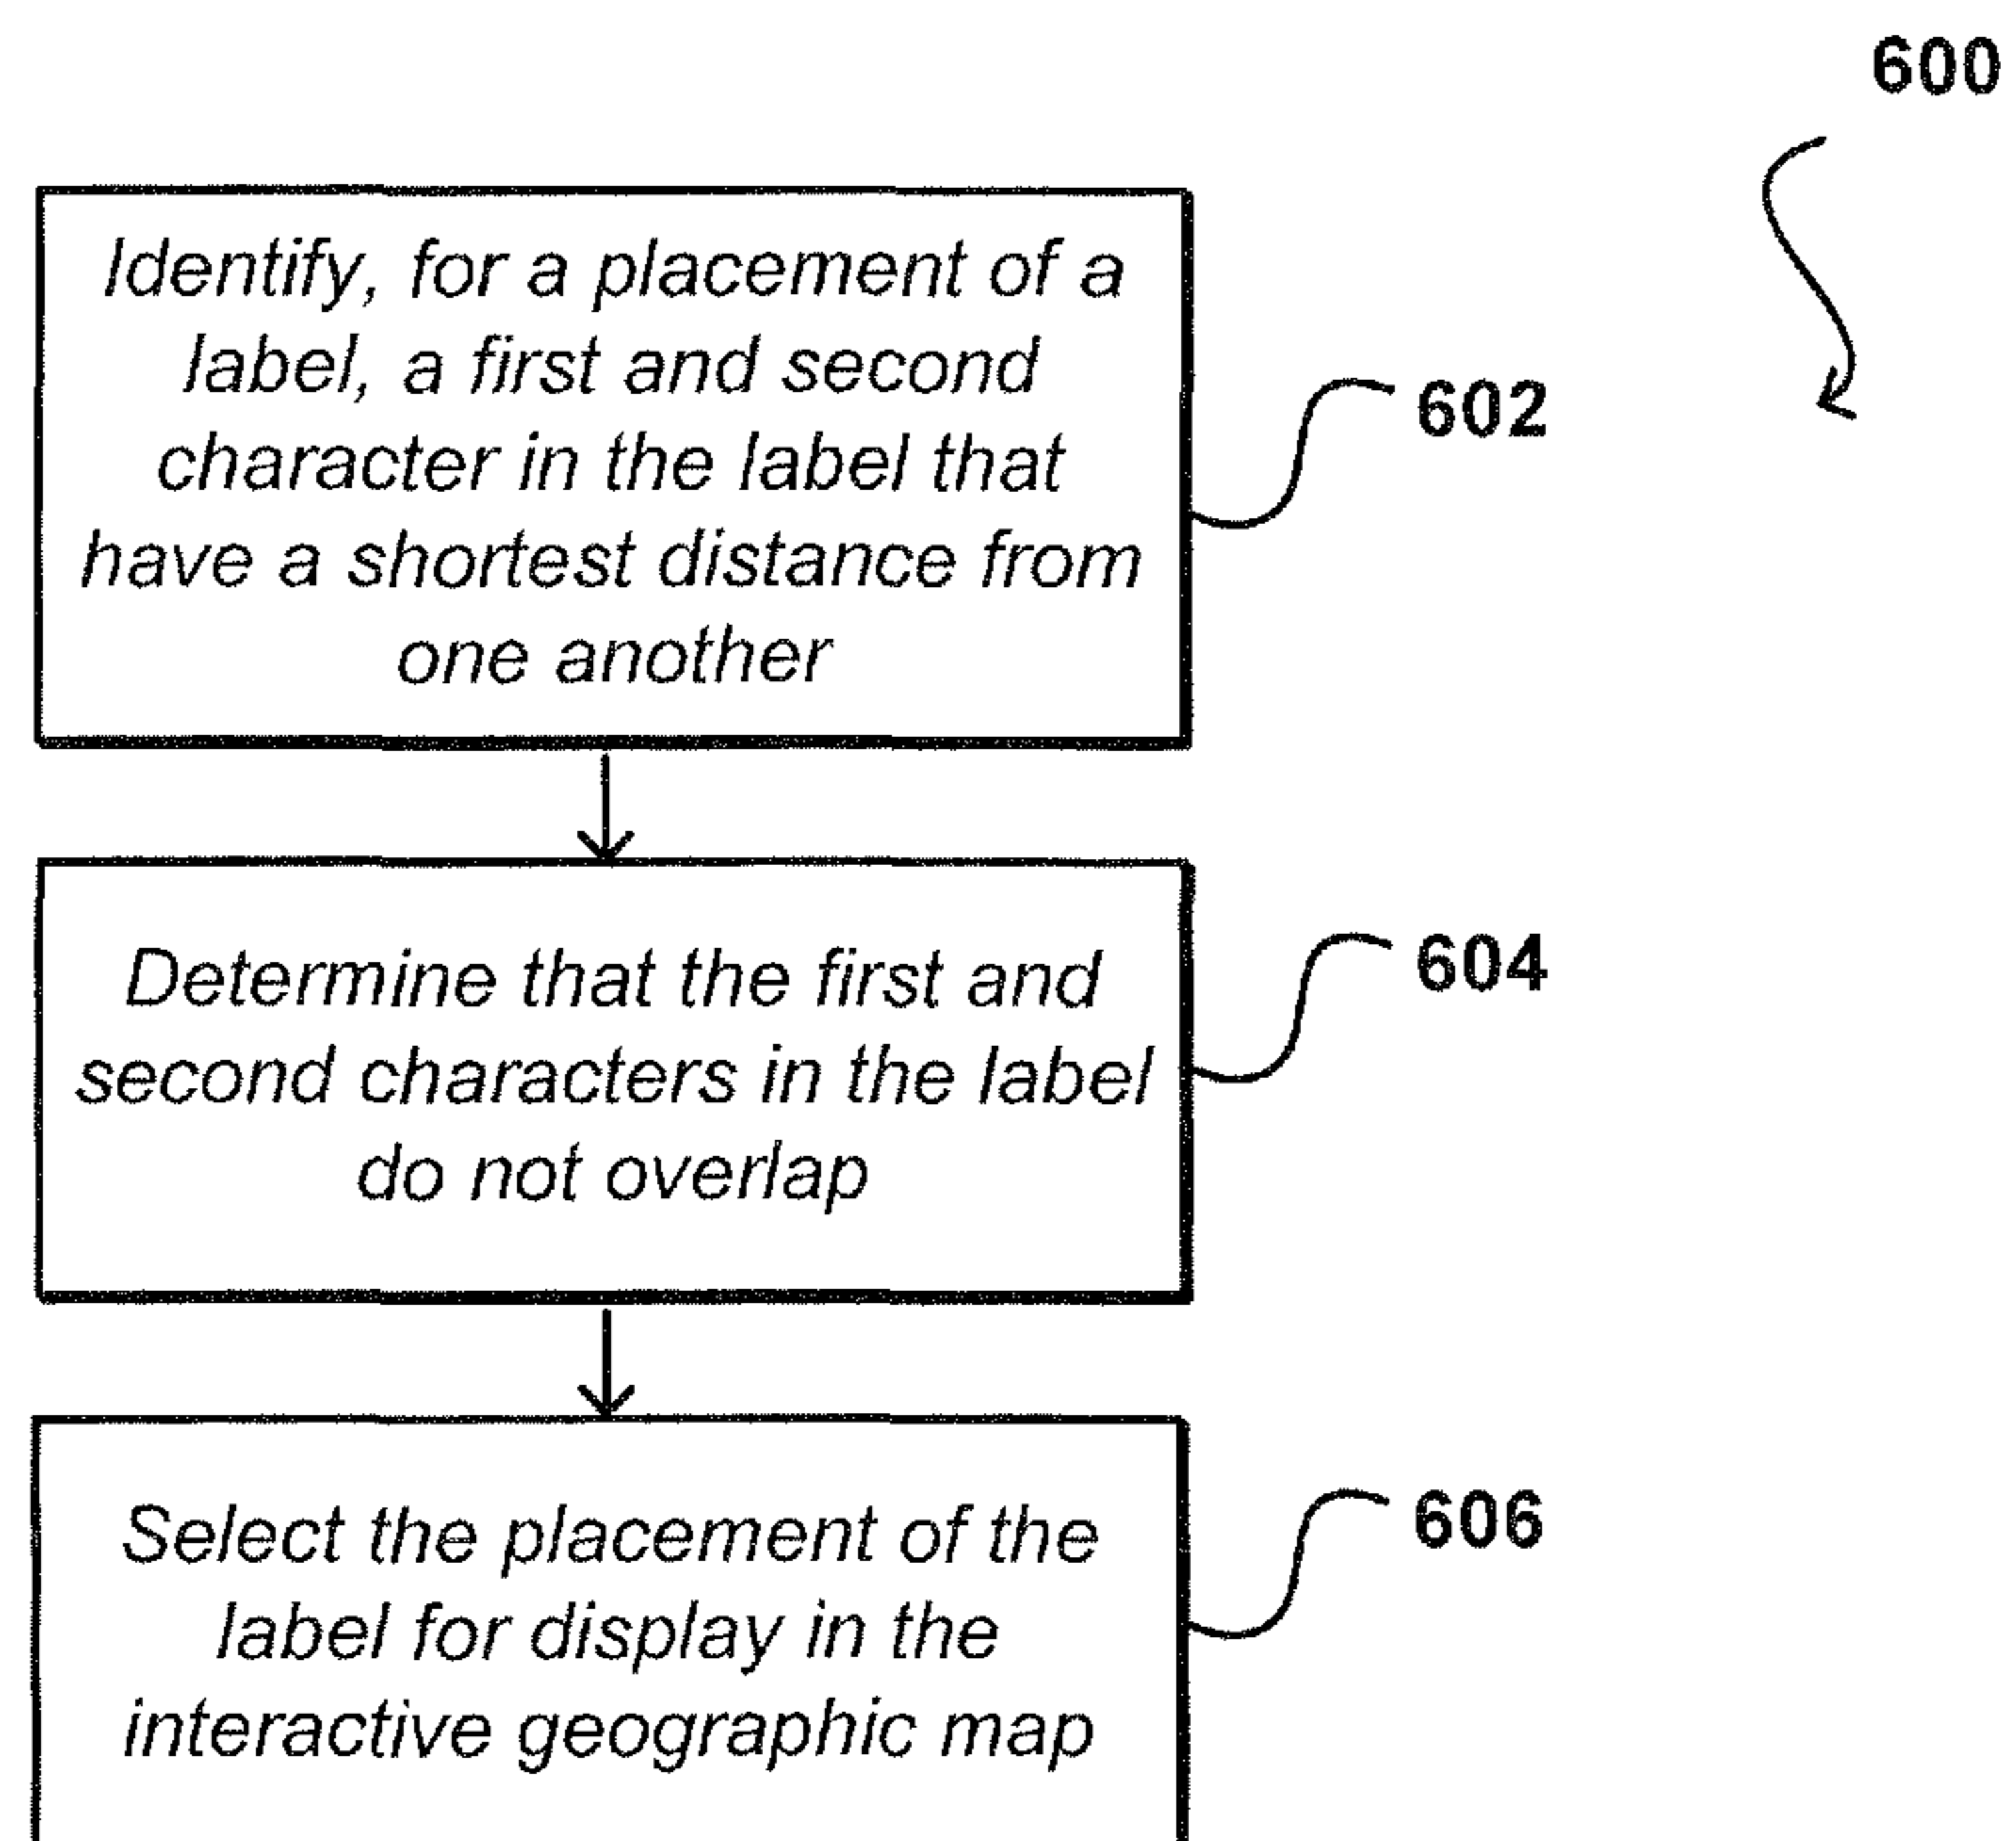 600
Identify, for a placement of a
label, a first and second
character in the label that
have a shortest distance from
one another
602
Determine that the first and
second characters in the label
do not overlap
604
Select the placement of the
label for display in the
interactive geographic map
606